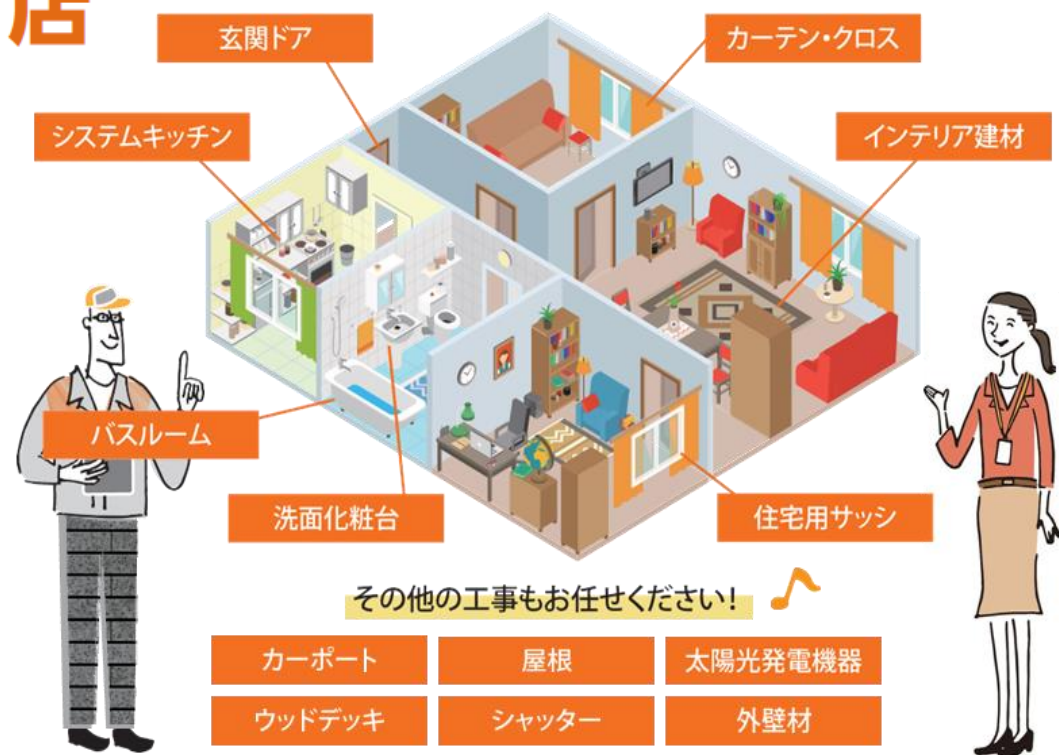 店
玄関ドア
カーテン・クロス
システムキッチン
インテリア建材
バスルーム
洗面化粧台
住宅用サッシ
その他の工事もお任せください!
カーポート
屋根
太陽光発電機器
ウッドデッキ
シャッター
外壁材